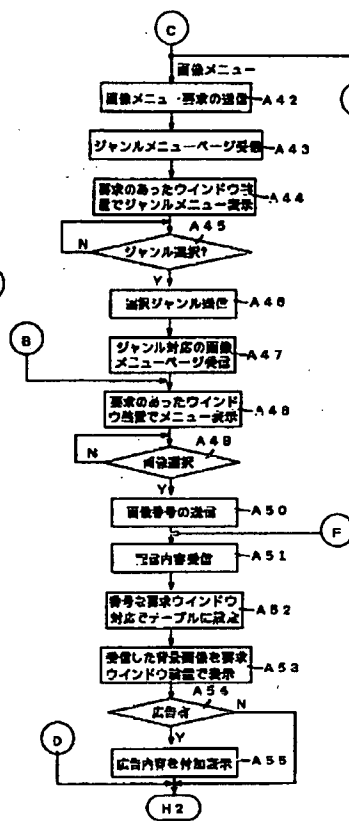 C
画像メニュー
画像メニュー要求の送信 A42
ジャンルメニューページ受信 A43
要求のあったウインドウ装
置でジャンルメニュー表示 A44
A45
N
ジャンル選択?
Y
選択ジャンル送信 A46
ジャンル対応の画像
メニューページ受信 A47
B
要求のあったウインド
ウ装置でメニュー表示 A48
A49
N
画像選択
Y
画像番号の送信 A50
F
配信内容受信 A51
番号を要求ウインドウ
対応でテーブルに設定 A52
受信した背景画像を要求
ウインドウ装置で表示 A53
A54
広告有
N
Y
D
広告内容を付加表示 A55
H2